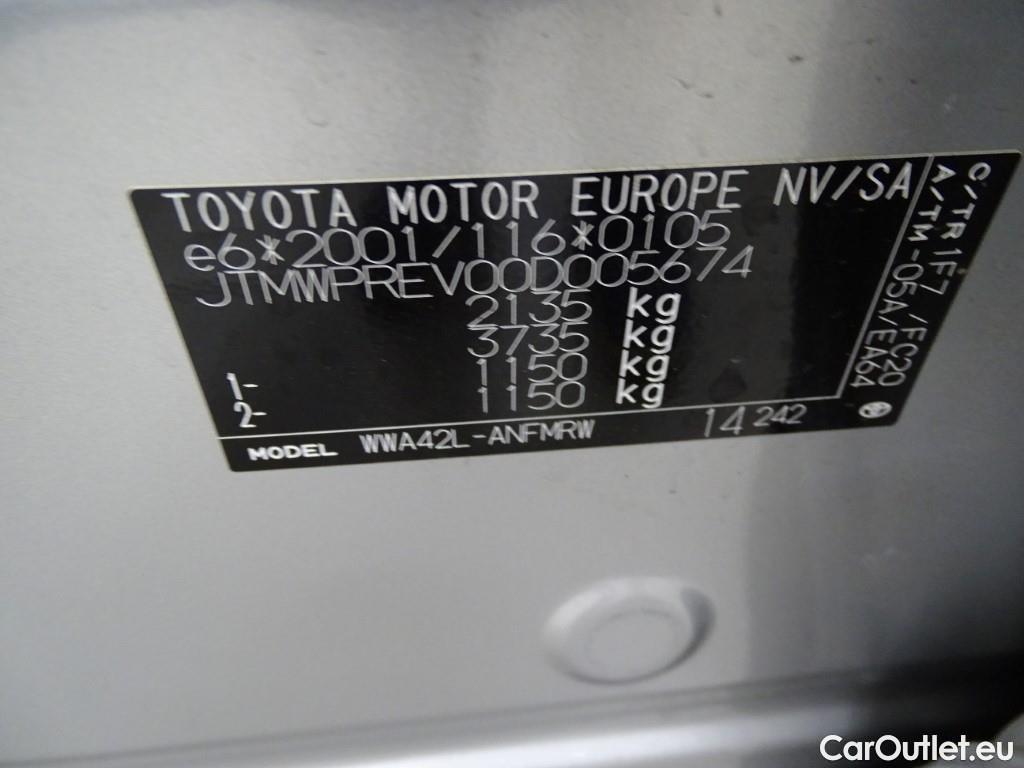 TOYOTA MOTOR EUROPE NV/SA
e6*2001/116*0105
JTMWPREV00D005674
2135 kg
3735 kg
1- 1150 kg
2- 1150 kg
MODEL WWA42L-ANFMRW 14 242
C/TR 1F7 /FC20
A/TM -05A/EA64
CarOutlet.eu